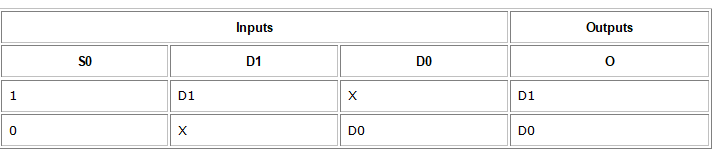 Inputs Outputs
S0 D1 D0 O
1 D1 X D1
0 X D0 D0